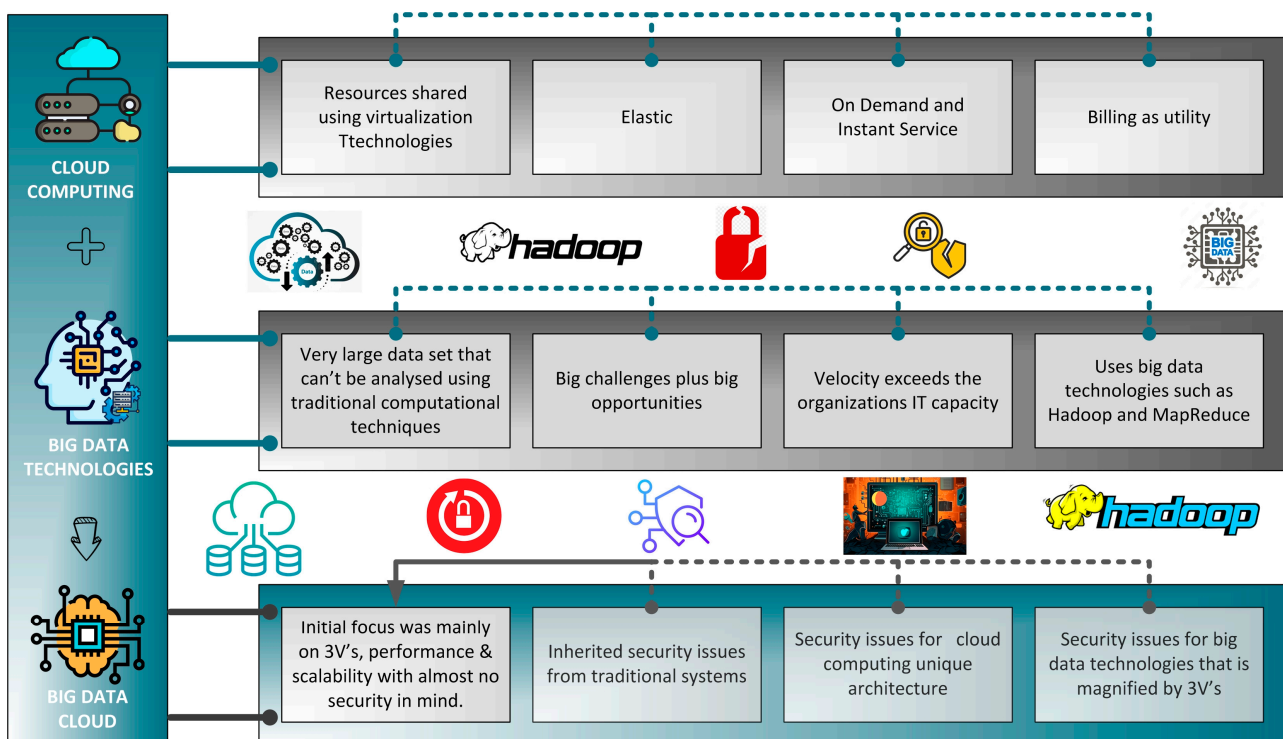 CLOUD
COMPUTING
Resources shared
using virtualization
Ttechnologies
Elastic
On Demand and
Instant Service
Billing as utility
Data
hadoop
BIG
DATA
BIG DATA
TECHNOLOGIES
Very large data set that
can't be analysed using
traditional computational
techniques
Big challenges plus big
opportunities
Velocity exceeds the
organizations IT capacity
Uses big data
technologies such as
Hadoop and MapReduce
hadoop
BIG DATA
CLOUD
Initial focus was mainly
on 3V's, performance &
scalability with almost no
security in mind.
Inherited security issues
from traditional systems
Security issues for cloud
computing unique
architecture
Security issues for big
data technologies that is
magnified by 3V's